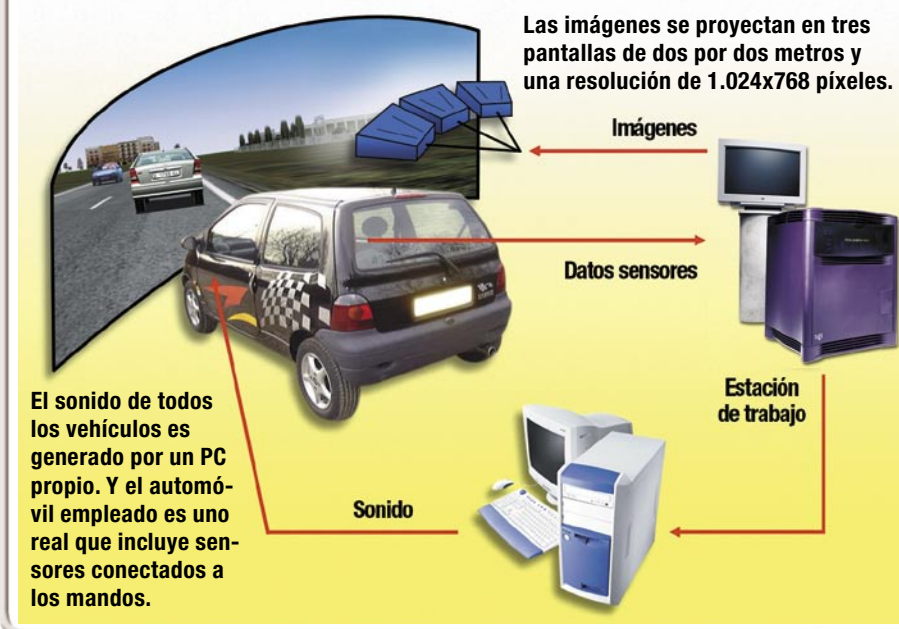 Las imágenes se proyectan en tres
pantallas de dos por dos metros y
una resolución de 1.024x768 píxeles.
Imágenes
Datos sensores
Estación
de trabajo
El sonido de todos
los vehículos es
generado por un PC
propio. Y el automó-
vil empleado es uno
real que incluye sen-
sores conectados a
los mandos.
Sonido